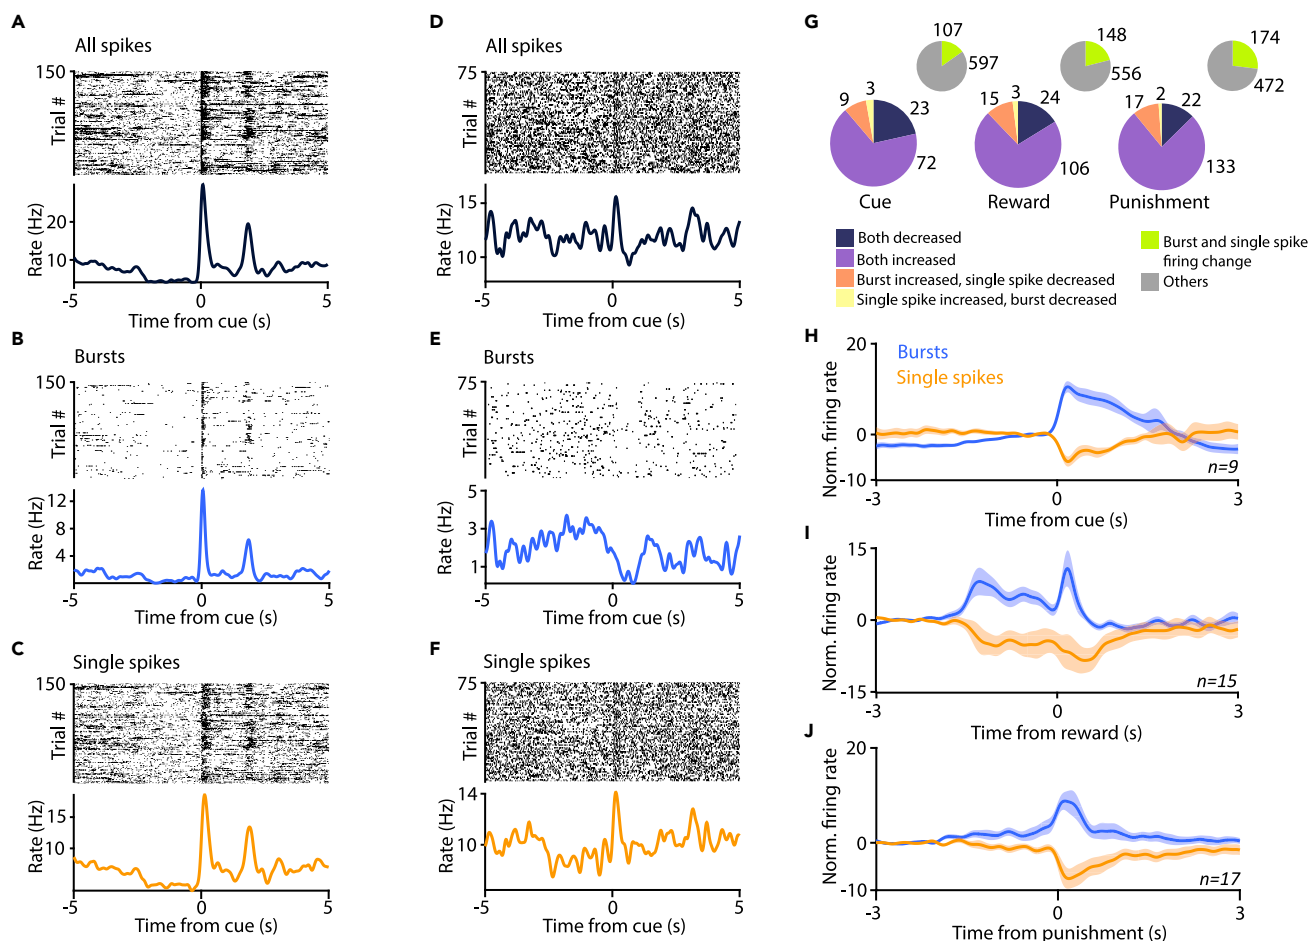 A
All spikes
150
Trial #
20
10
Rate (Hz)
-5
0
5
Time from cue (s)
B
Bursts
150
Trial #
12
8
4
Rate (Hz)
-5
0
5
Time from cue (s)
C
Single spikes
150
Trial #
15
10
Rate (Hz)
-5
0
5
Time from cue (s)
D
All spikes
75
Trial #
15
10
Rate (Hz)
-5
0
5
Time from cue (s)
E
Bursts
75
Trial #
5
3
1
Rate (Hz)
-5
0
5
Time from cue (s)
F
Single spikes
75
Trial #
14
10
Rate (Hz)
-5
0
5
Time from cue (s)
G
107
597
148
556
174
472
9
3
23
72
15
3
24
106
17
2
22
133
Cue
Reward
Punishment
Both decreased
Both increased
Burst increased, single spike decreased
Single spike increased, burst decreased
Burst and single spike
firing change
Others
H
20
0
-10
Norm. firing rate
Bursts
Single spikes
n=9
-3
0
3
Time from cue (s)
I
15
0
-15
Norm. firing rate
n=15
-3
0
3
Time from reward (s)
J
20
0
-10
Norm. firing rate
n=17
-3
0
3
Time from punishment (s)